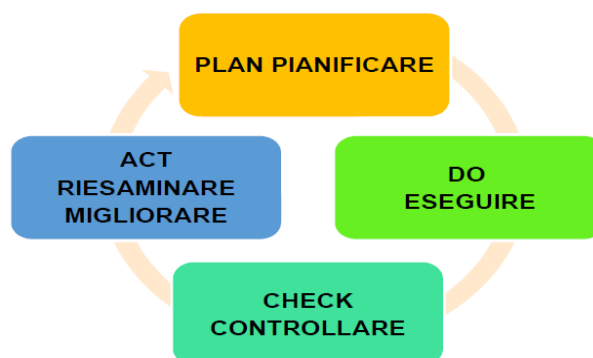 PLAN PIANIFICARE
DO
ESEGUIRE
CHECK
CONTROLLARE
ACT
RIESAMINARE
MIGLIORARE